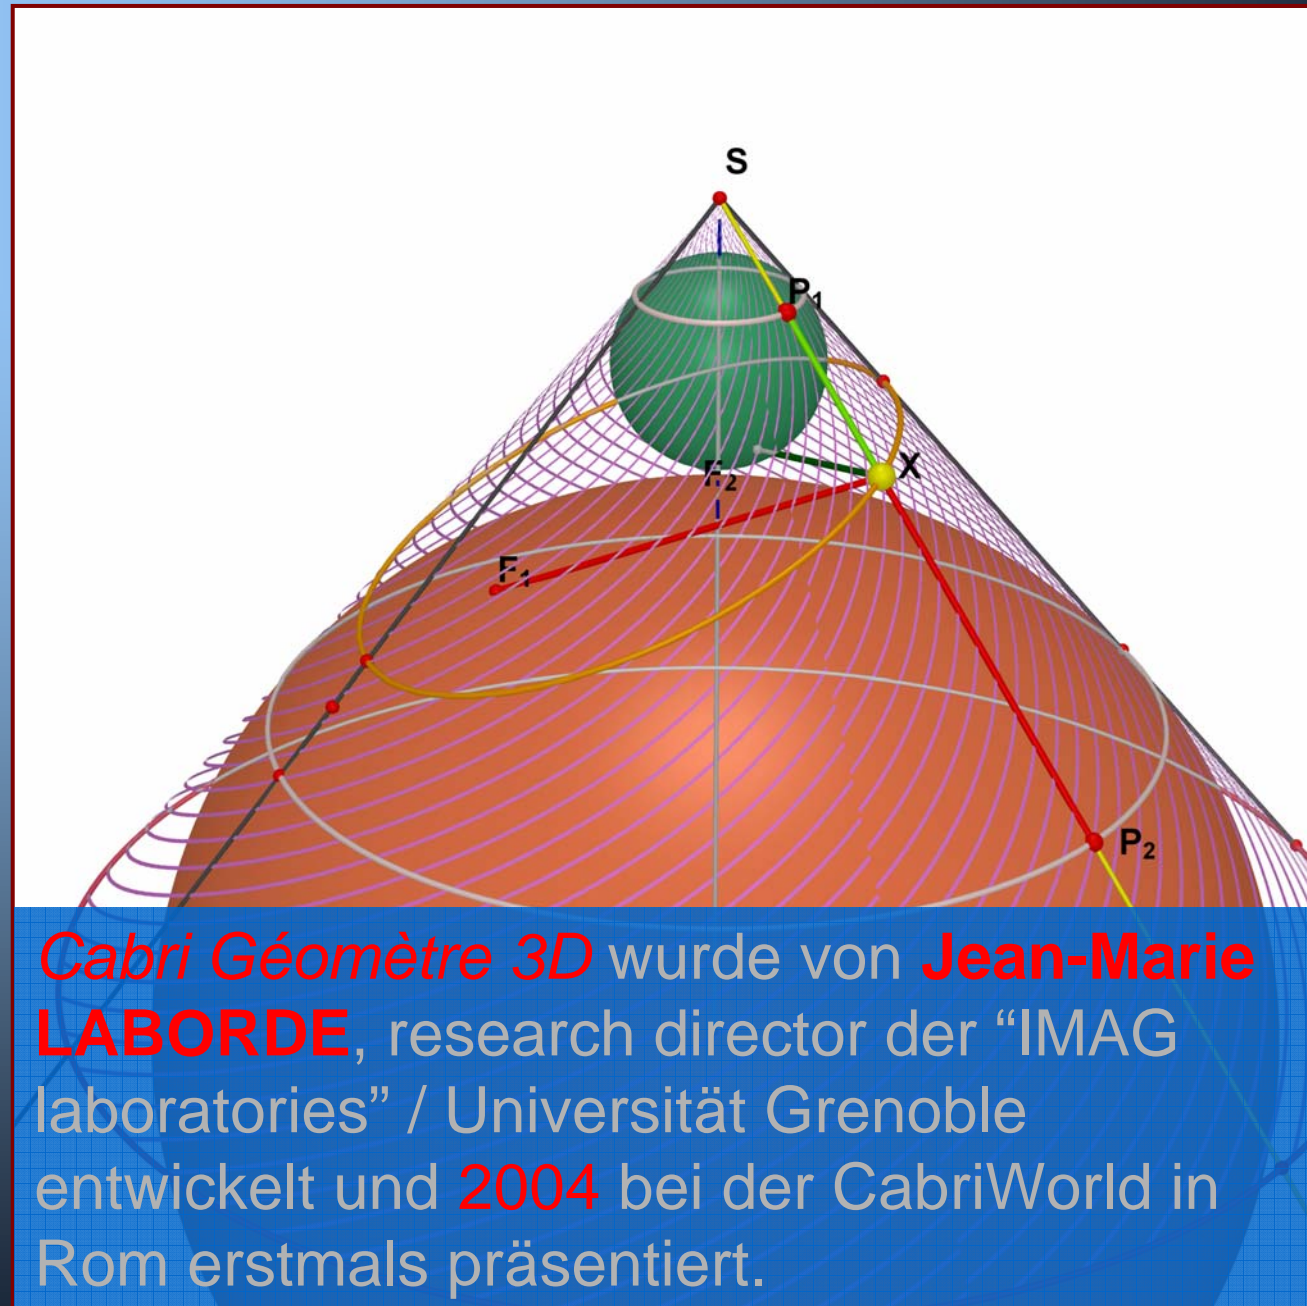 S
P₁
X
F₂
F₁
P₂
Cabri Géomètre 3D wurde von Jean-Marie
LABORDE, research director der “IMAG
laboratories” / Universität Grenoble
entwickelt und 2004 bei der CabriWorld in
Rom erstmals präsentiert.